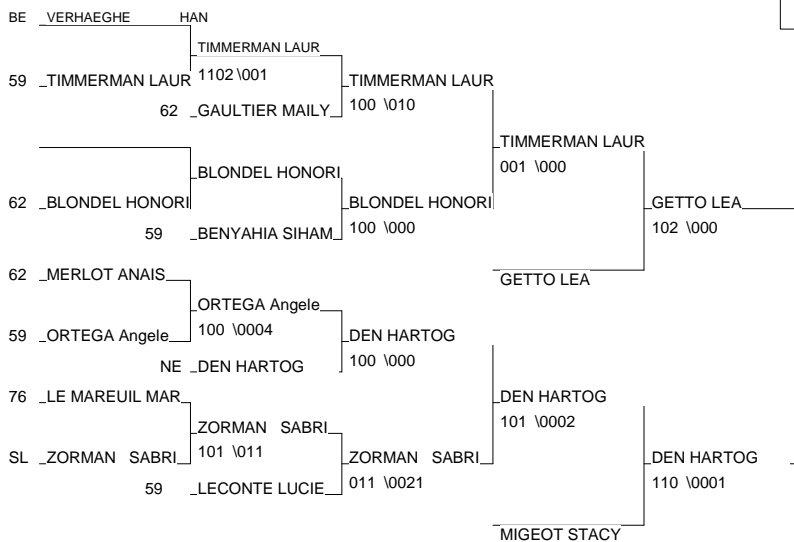 BE VERHAEGHE HAN
TIMMERMAN LAUR
59 TIMMERMAN LAUR 1102 \001 TIMMERMAN LAUR
62 GAULTIER MAILY 100 \010
TIMMERMAN LAUR
001 \000
BLONDEL HONORI
62 BLONDEL HONORI BLONDEL HONORI GETTO LEA
59 BENYAHIA SIHAM 100 \000 102 \000
62 MERLOT ANAIS GETTO LEA
ORTEGA Angele
59 ORTEGA Angele 100 \0004 DEN HARTOG
NE DEN HARTOG 100 \000
76 LE MAREUIL MAR DEN HARTOG
ZORMAN SABRI 101 \0002
SL ZORMAN SABRI 101 \011 ZORMAN SABRI DEN HARTOG
59 LECONTE LUCIE 011 \0021 110 \0001
MIGEOT STACY